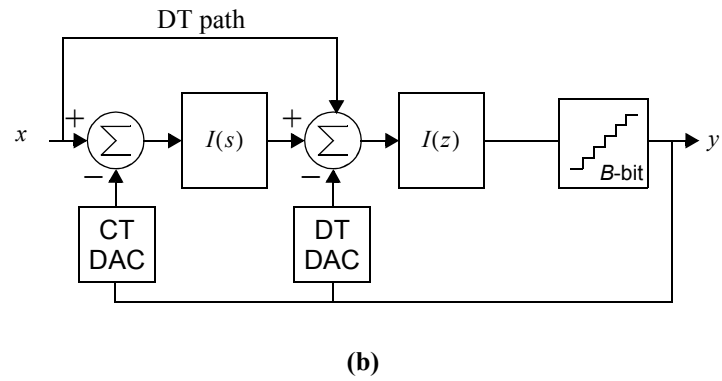 DT path
x + ∑ I(s) + ∑ I(z) B-bit y
− −
CT
DAC
DT
DAC
(b)